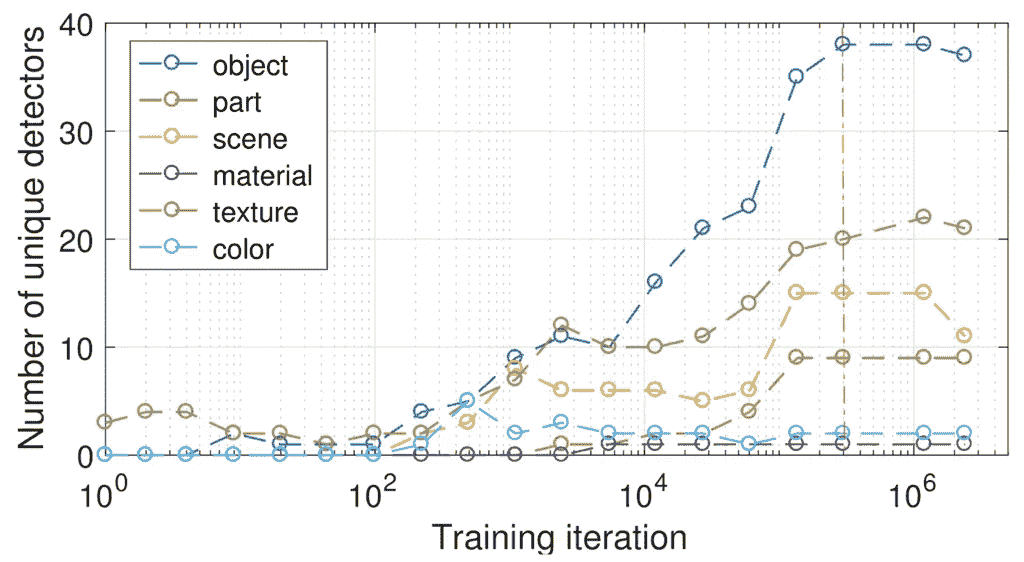 Number of unique detectors
40
30
20
10
0
object
part
scene
material
texture
color
10^0
10^2
10^4
10^6
Training iteration